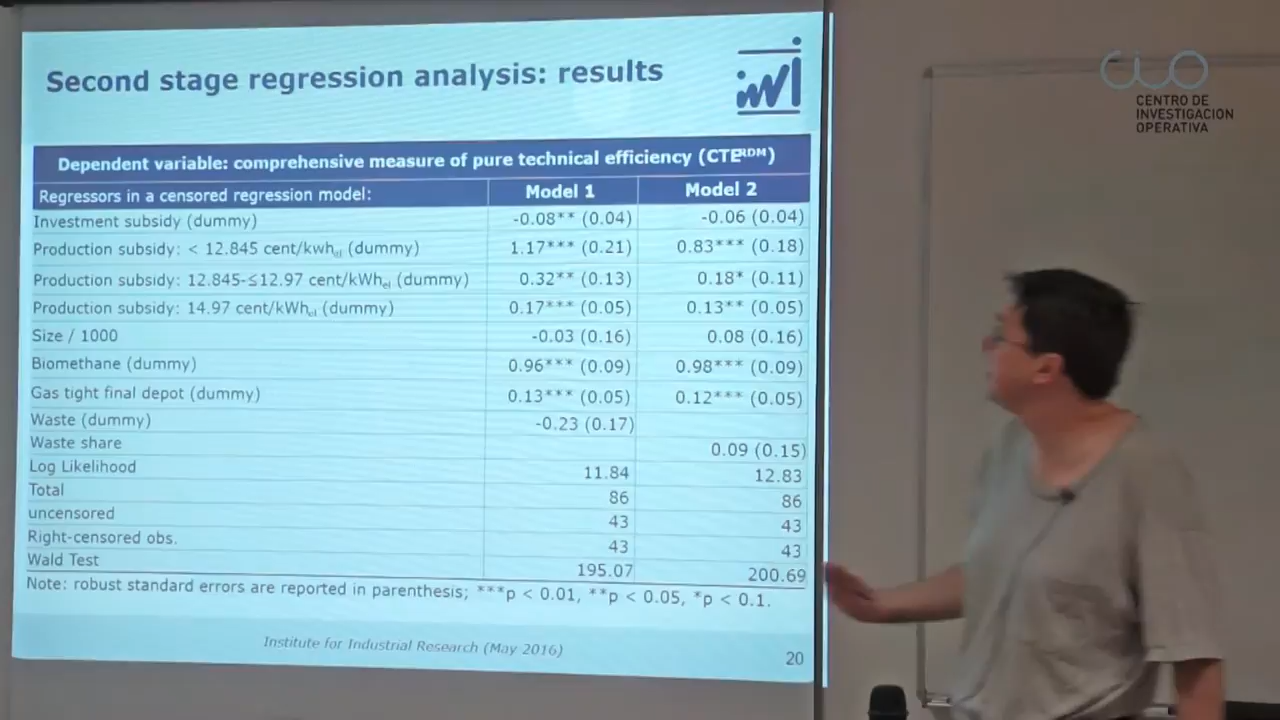 Second stage regression analysis: results
iwi
CIO
CENTRO DE
INVESTIGACION
OPERATIVA
Dependent variable: comprehensive measure of pure technical efficiency (CTE^RDM)
Regressors in a censored regression model: Model 1 Model 2
Investment subsidy (dummy) -0.08** (0.04) -0.06 (0.04)
Production subsidy: < 12.845 cent/kwh_el (dummy) 1.17*** (0.21) 0.83*** (0.18)
Production subsidy: 12.845-≤12.97 cent/kWh_el (dummy) 0.32** (0.13) 0.18* (0.11)
Production subsidy: 14.97 cent/kWh_el (dummy) 0.17*** (0.05) 0.13** (0.05)
Size / 1000 -0.03 (0.16) 0.08 (0.16)
Biomethane (dummy) 0.96*** (0.09) 0.98*** (0.09)
Gas tight final depot (dummy) 0.13*** (0.05) 0.12*** (0.05)
Waste (dummy) -0.23 (0.17)
Waste share 0.09 (0.15)
Log Likelihood 11.84 12.83
Total 86 86
uncensored 43 43
Right-censored obs. 43 43
Wald Test 195.07 200.69
Note: robust standard errors are reported in parenthesis; ***p < 0.01, **p < 0.05, *p < 0.1.
Institute for Industrial Research (May 2016)
20